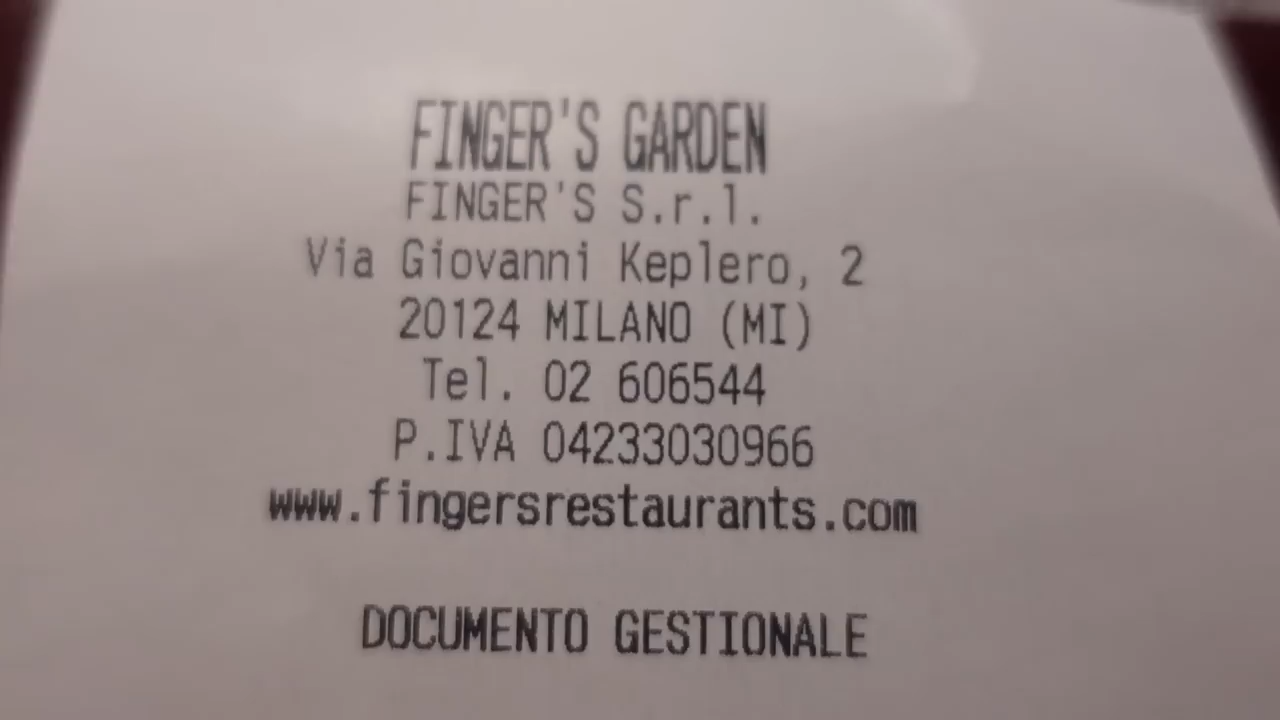 FINGER'S GARDEN
FINGER'S S.r.l.
Via Giovanni Keplero, 2
20124 MILANO (MI)
Tel. 02 606544
P.IVA 04233030966
www.fingersrestaurants.com
DOCUMENTO GESTIONALE